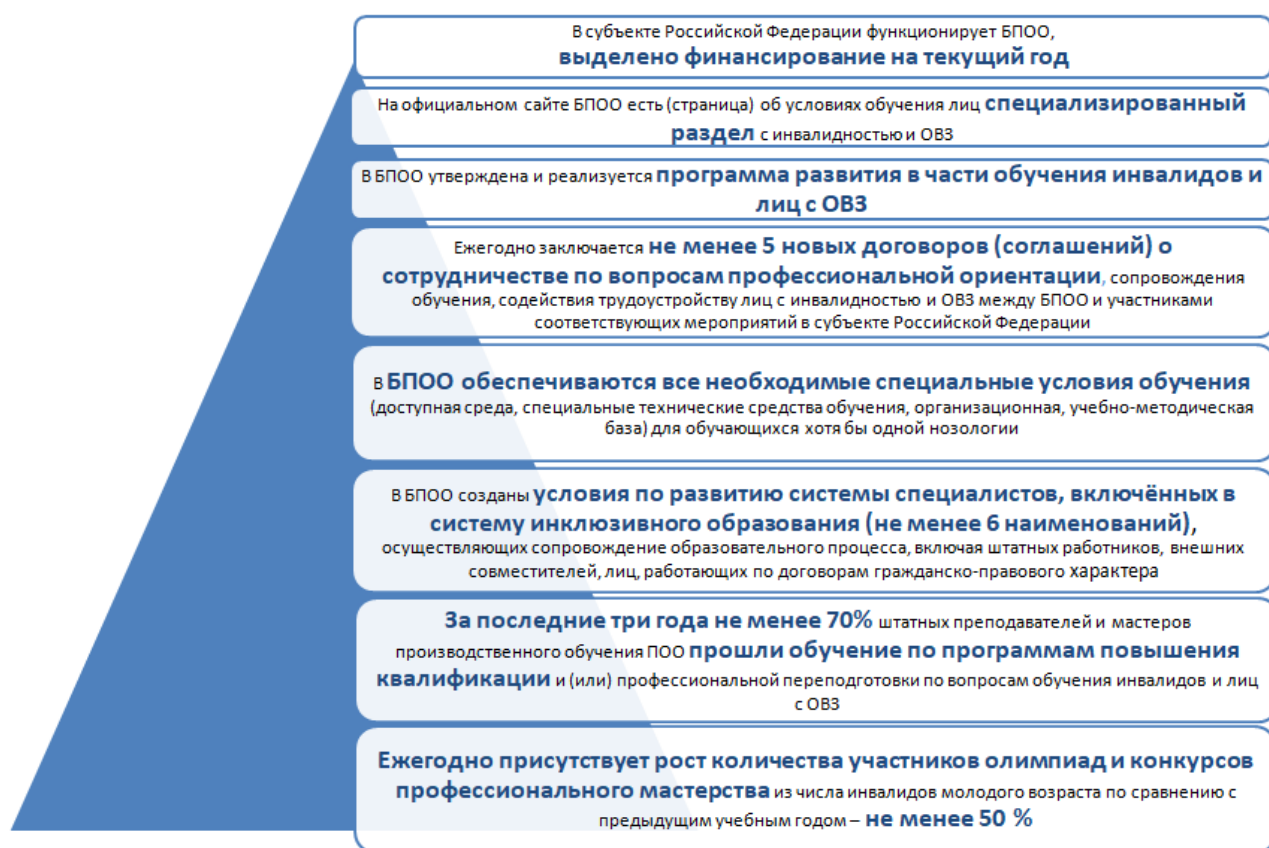 В субъекте Российской Федерации функционирует БПОО,
выделено финансирование на текущий год
На официальном сайте БПОО есть (страница) об условиях обучения лиц специализированный
раздел с инвалидностью и ОВЗ
В БПОО утверждена и реализуется программа развития в части обучения инвалидов и
лиц с ОВЗ
Ежегодно заключается не менее 5 новых договоров (соглашений) о
сотрудничестве по вопросам профессиональной ориентации, сопровождения
обучения, содействия трудоустройству лиц с инвалидностью и ОВЗ между БПОО и участниками
соответствующих мероприятий в субъекте Российской Федерации
В БПОО обеспечиваются все необходимые специальные условия обучения
(доступная среда, специальные технические средства обучения, организационная, учебно-методическая
база) для обучающихся хотя бы одной нозологии
В БПОО созданы условия по развитию системы специалистов, включённых в
систему инклюзивного образования (не менее 6 наименований),
осуществляющих сопровождение образовательного процесса, включая штатных работников, внешних
совместителей, лиц, работающих по договорам гражданско-правового характера
За последние три года не менее 70% штатных преподавателей и мастеров
производственного обучения ПОО прошли обучение по программам повышения
квалификации и (или) профессиональной переподготовки по вопросам обучения инвалидов и лиц
с ОВЗ
Ежегодно присутствует рост количества участников олимпиад и конкурсов
профессионального мастерства из числа инвалидов молодого возраста по сравнению с
предыдущим учебным годом – не менее 50 %